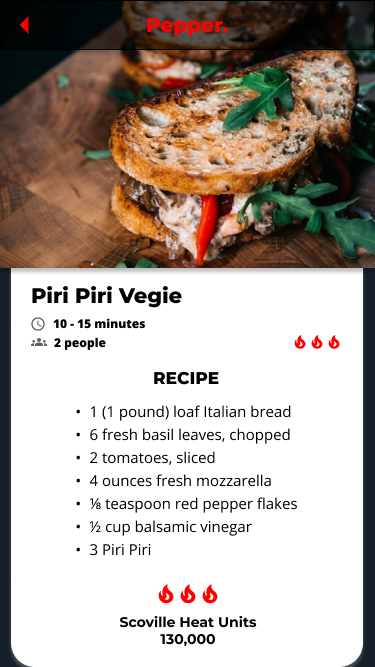 Pepper.
Piri Piri Vegie
10 - 15 minutes
2 people
RECIPE
• 1 (1 pound) loaf Italian bread
• 6 fresh basil leaves, chopped
• 2 tomatoes, sliced
• 4 ounces fresh mozzarella
• ⅛ teaspoon red pepper flakes
• ½ cup balsamic vinegar
• 3 Piri Piri
Scoville Heat Units
130,000